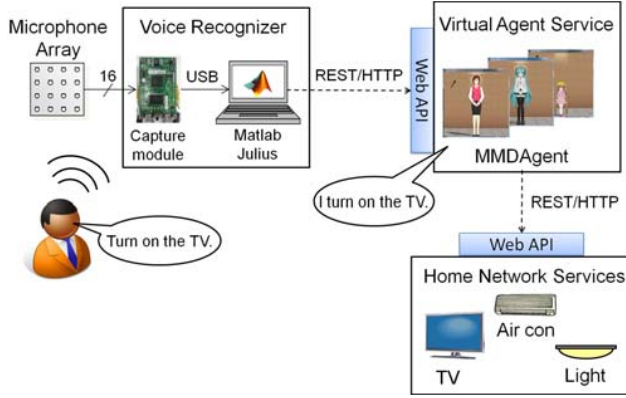 Microphone
Array
16
Voice Recognizer
USB
Capture
module
Matlab
Julius
REST/HTTP
Web API
Virtual Agent Service
MMDAgent
I turn on the TV.
Turn on the TV.
REST/HTTP
Web API
Home Network Services
Air con
TV
Light